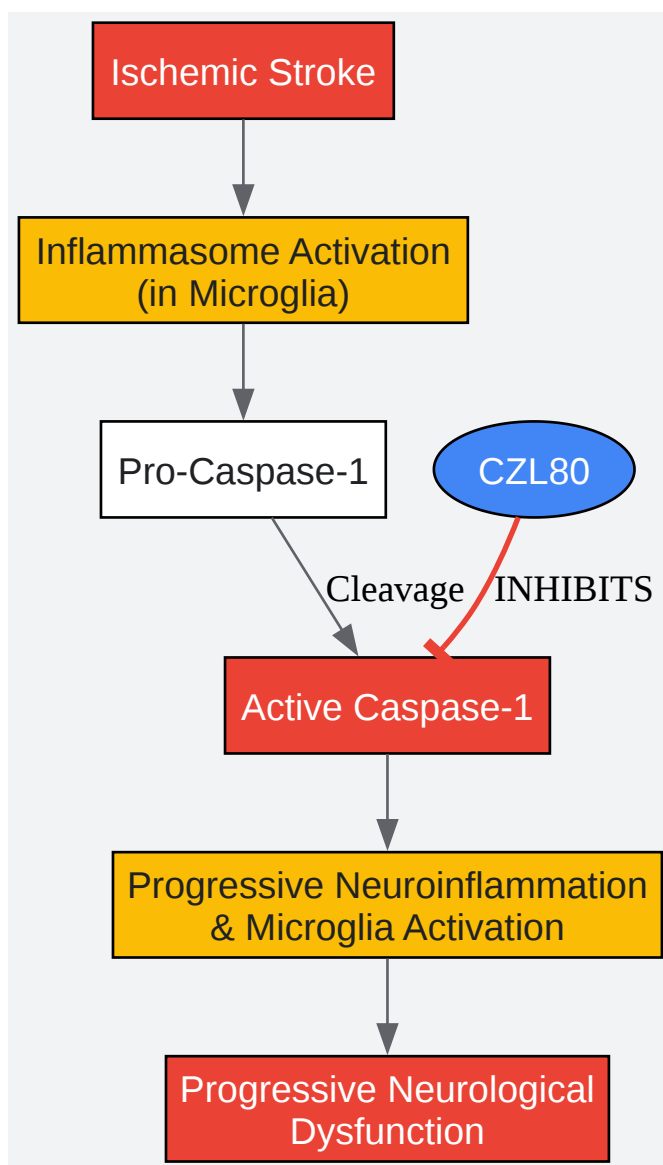 Ischemic Stroke
Inflammasome Activation
(in Microglia)
Pro-Caspase-1
CZL80
Cleavage
INHIBITS
Active Caspase-1
Progressive Neuroinflammation
& Microglia Activation
Progressive Neurological
Dysfunction